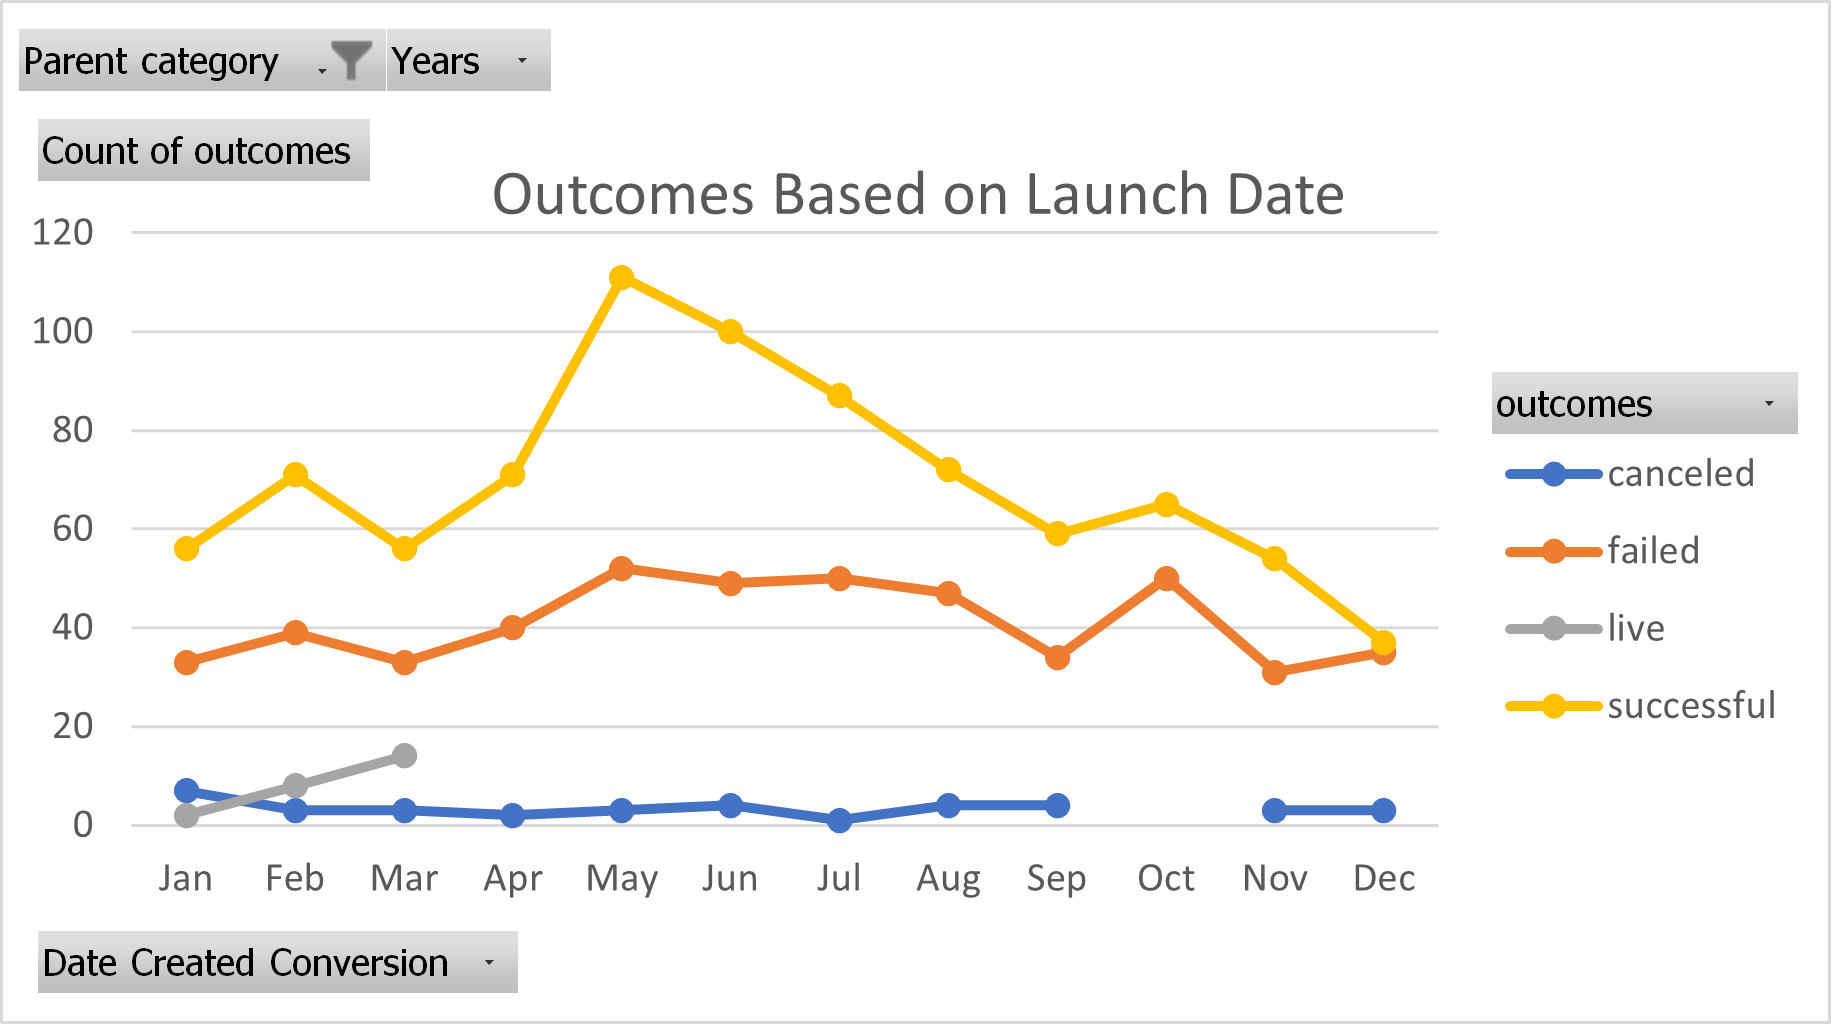 Parent category Years
Count of outcomes
Outcomes Based on Launch Date
120
100
80
60
40
20
0
Jan Feb Mar Apr May Jun Jul Aug Sep Oct Nov Dec
outcomes
canceled
failed
live
successful
Date Created Conversion